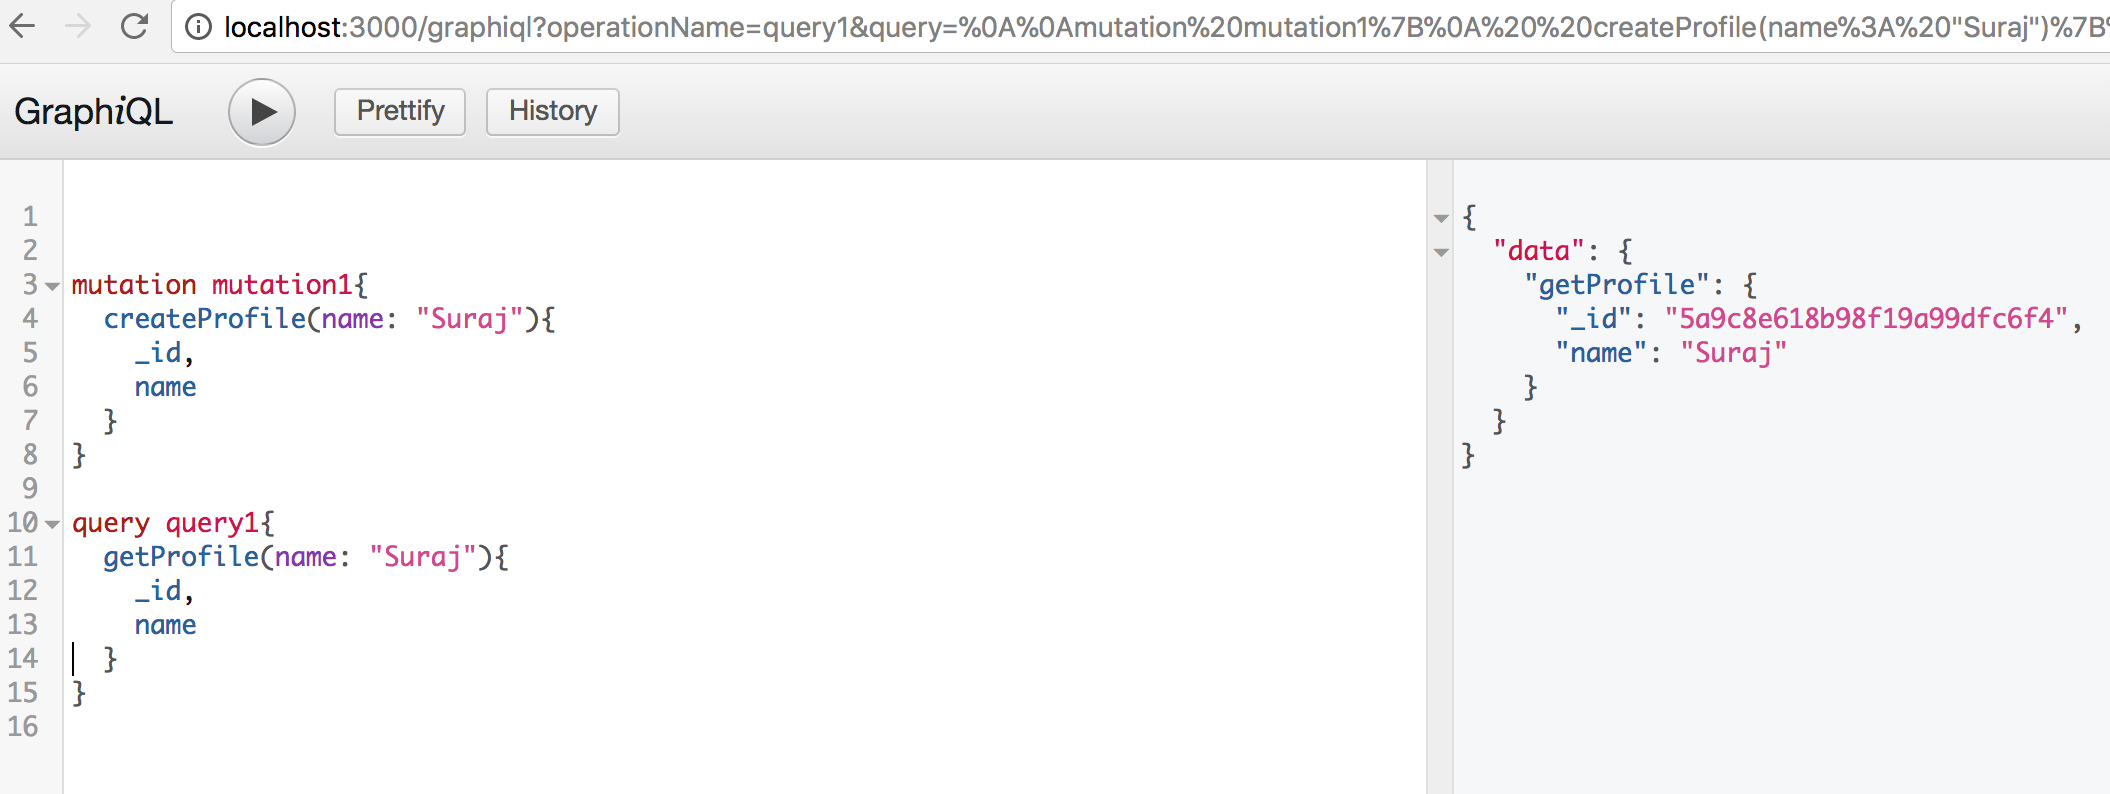 localhost:3000/graphiql?operationName=query1&query=%0A%0Amutation%20mutation1%7B%0A%20%20createProfile(name%3A%20"Suraj")%7B%
GraphiQL
Prettify
History
1
2
3 mutation mutation1{
4 createProfile(name: "Suraj"){
5 _id,
6 name
7 }
8 }
9
10 query query1{
11 getProfile(name: "Suraj"){
12 _id,
13 name
14 }
15 }
16
{
"data": {
"getProfile": {
"_id": "5a9c8e618b98f19a99dfc6f4",
"name": "Suraj"
}
}
}